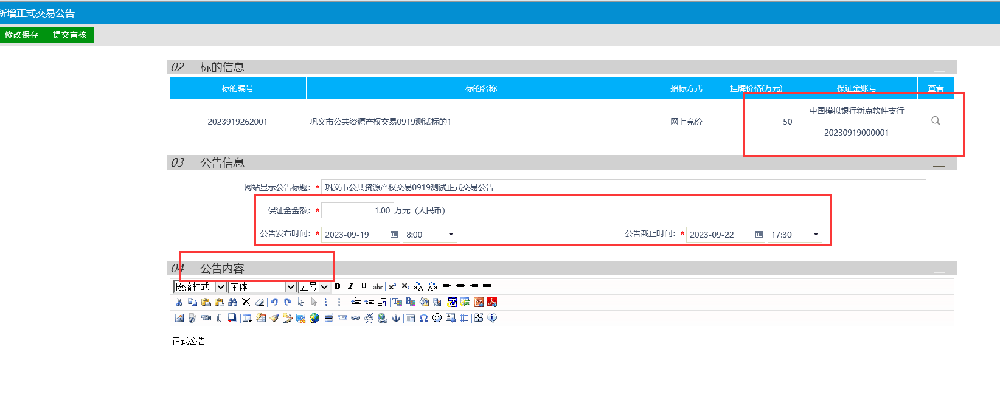 新增正式交易公告
修改保存 提交审核
02 标的信息
标的编号 标的名称 招标方式 挂牌价格(万元) 保证金账号 查看
2023919262001 巩义市公共资源产权交易0919测试标的1 网上竞价 50 中国模拟银行新点软件支行
20230919000001
03 公告信息
网站显示公告标题：* 巩义市公共资源产权交易0919测试正式交易公告
保证金金额：* 1.00 万元（人民币）
公告发布时间：* 2023-09-19 8:00 公告截止时间：* 2023-09-22 17:30
04 公告内容
段落样式 宋体 五号 B I U abc x² x₂ aA Aa
正式公告